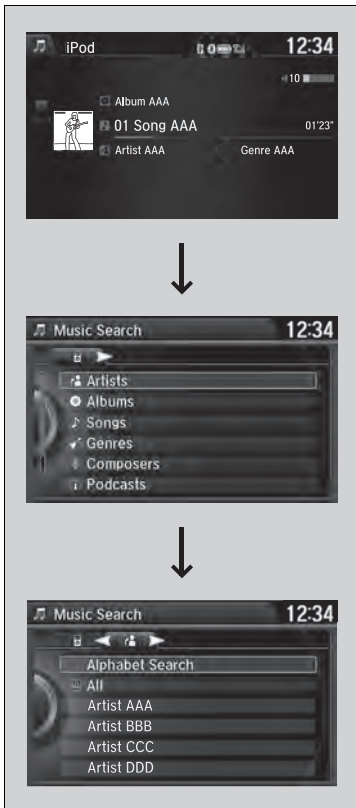 iPod 12:34
10
Album AAA
01 Song AAA 01'23"
Artist AAA Genre AAA
Music Search 12:34
Artists
Albums
Songs
Genres
Composers
Podcasts
Music Search 12:34
Alphabet Search
All
Artist AAA
Artist BBB
Artist CCC
Artist DDD